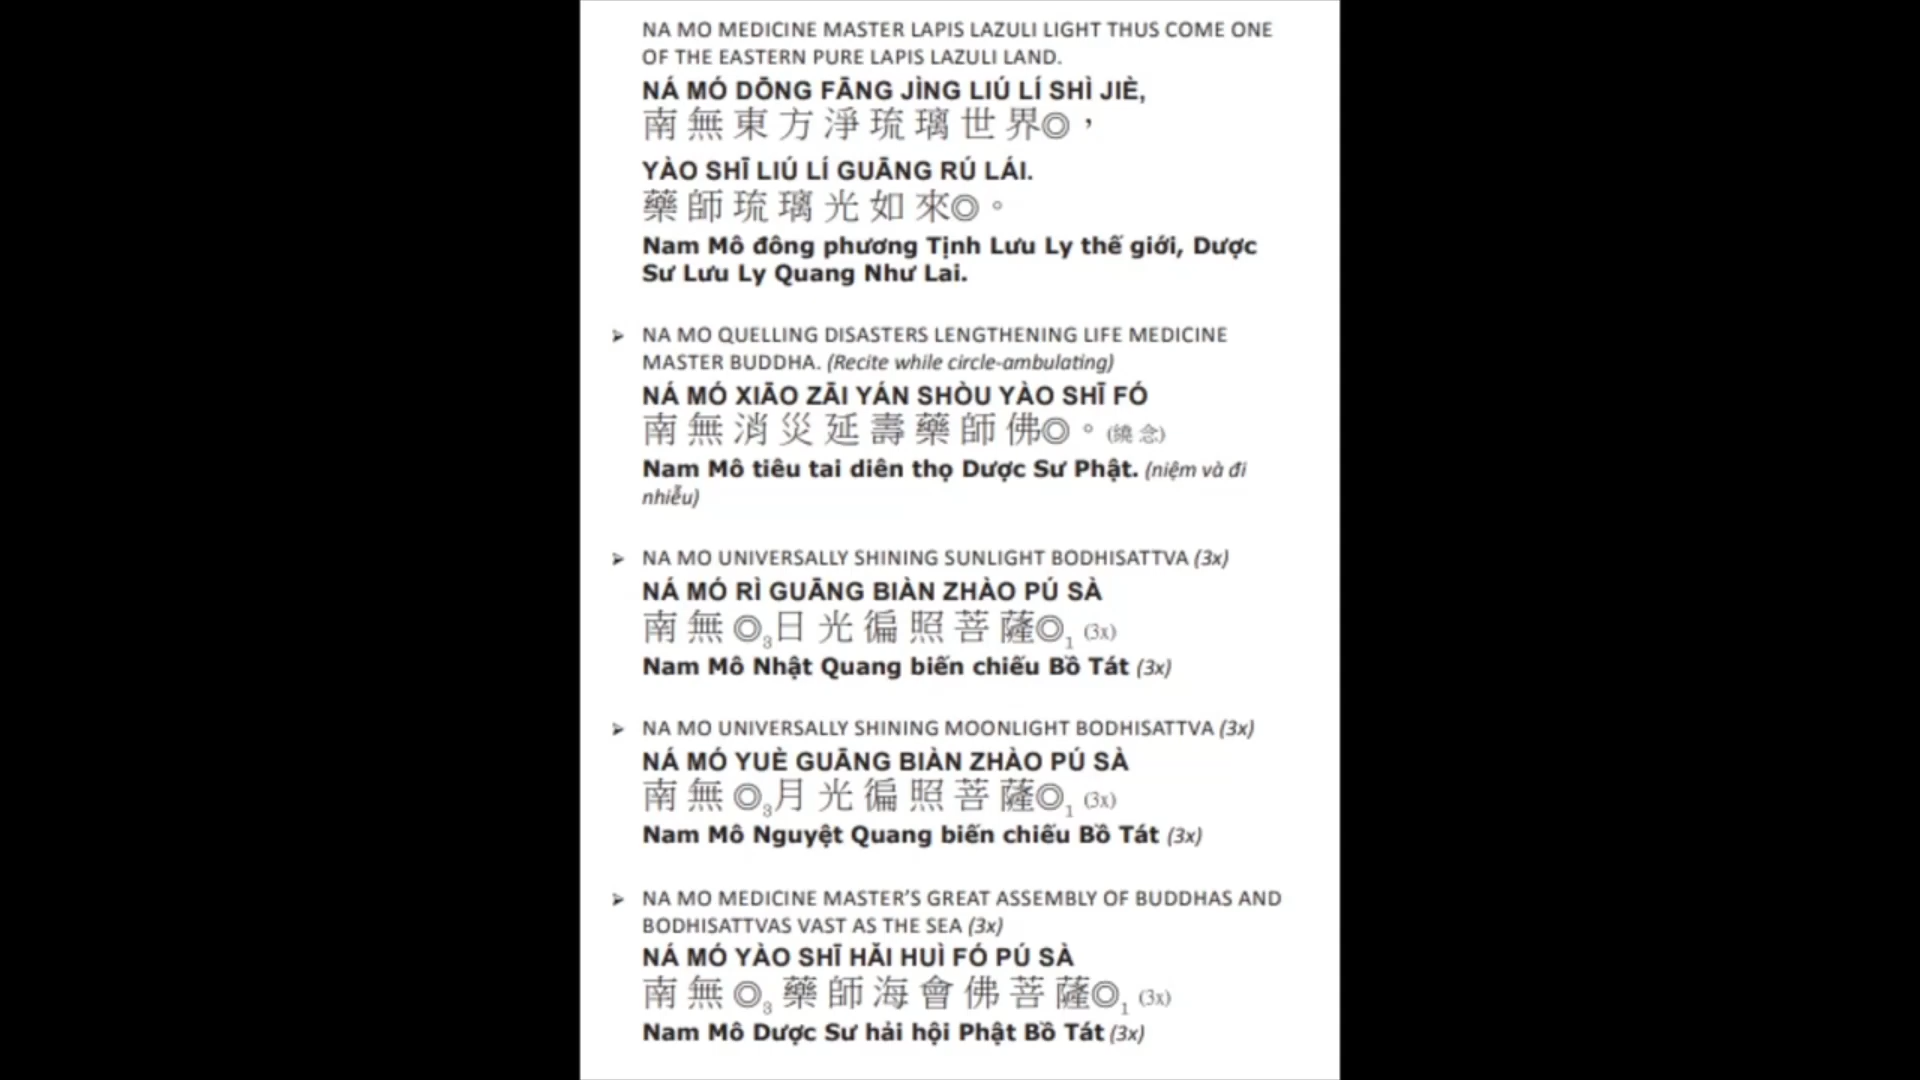 NA MO MEDICINE MASTER LAPIS LAZULI LIGHT THUS COME ONE
OF THE EASTERN PURE LAPIS LAZULI LAND.
NÁ MÓ DŌNG FĀNG JÌNG LIÚ LÍ SHÌ JIÈ,
南無東方淨琉璃世界◎，
YÀO SHĪ LIÚ LÍ GUĀNG RÚ LÁI.
藥師琉璃光如來◎。
Nam Mô đông phương Tịnh Lưu Ly thế giới, Dược
Sư Lưu Ly Quang Như Lai.
➢ NA MO QUELLING DISASTERS LENGTHENING LIFE MEDICINE
MASTER BUDDHA. (Recite while circle-ambulating)
NÁ MÓ XIĀO ZĀI YÁN SHÒU YÀO SHĪ FÓ
南無消災延壽藥師佛◎。(繞念)
Nam Mô tiêu tai diên thọ Dược Sư Phật. (niệm và đi
nhiễu)
➢ NA MO UNIVERSALLY SHINING SUNLIGHT BODHISATTVA (3x)
NÁ MÓ RÌ GUĀNG BIÀN ZHÀO PÚ SÀ
南無◎3日光徧照菩薩◎1 (3x)
Nam Mô Nhật Quang biến chiếu Bồ Tát (3x)
➢ NA MO UNIVERSALLY SHINING MOONLIGHT BODHISATTVA (3x)
NÁ MÓ YUÈ GUĀNG BIÀN ZHÀO PÚ SÀ
南無◎3月光徧照菩薩◎1 (3x)
Nam Mô Nguyệt Quang biến chiếu Bồ Tát (3x)
➢ NA MO MEDICINE MASTER’S GREAT ASSEMBLY OF BUDDHAS AND
BODHISATTVAS VAST AS THE SEA (3x)
NÁ MÓ YÀO SHĪ HǍI HUÌ FÓ PÚ SÀ
南無◎3藥師海會佛菩薩◎1 (3x)
Nam Mô Dược Sư hải hội Phật Bồ Tát (3x)